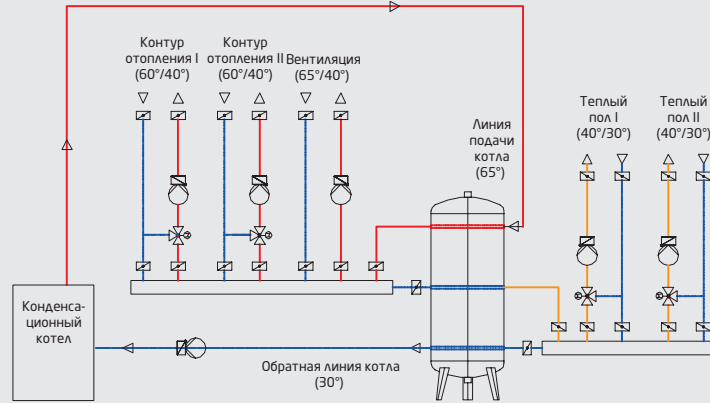 Контур
отопления I
(60°/40°)
Контур
отопления II
(60°/40°)
Вентиляция
(65°/40°)
Линия
подачи
котла
(65°)
Теплый
пол I
(40°/30°)
Теплый
пол II
(40°/30°)
Конденса-
ционный
котел
Обратная линия котла
(30°)